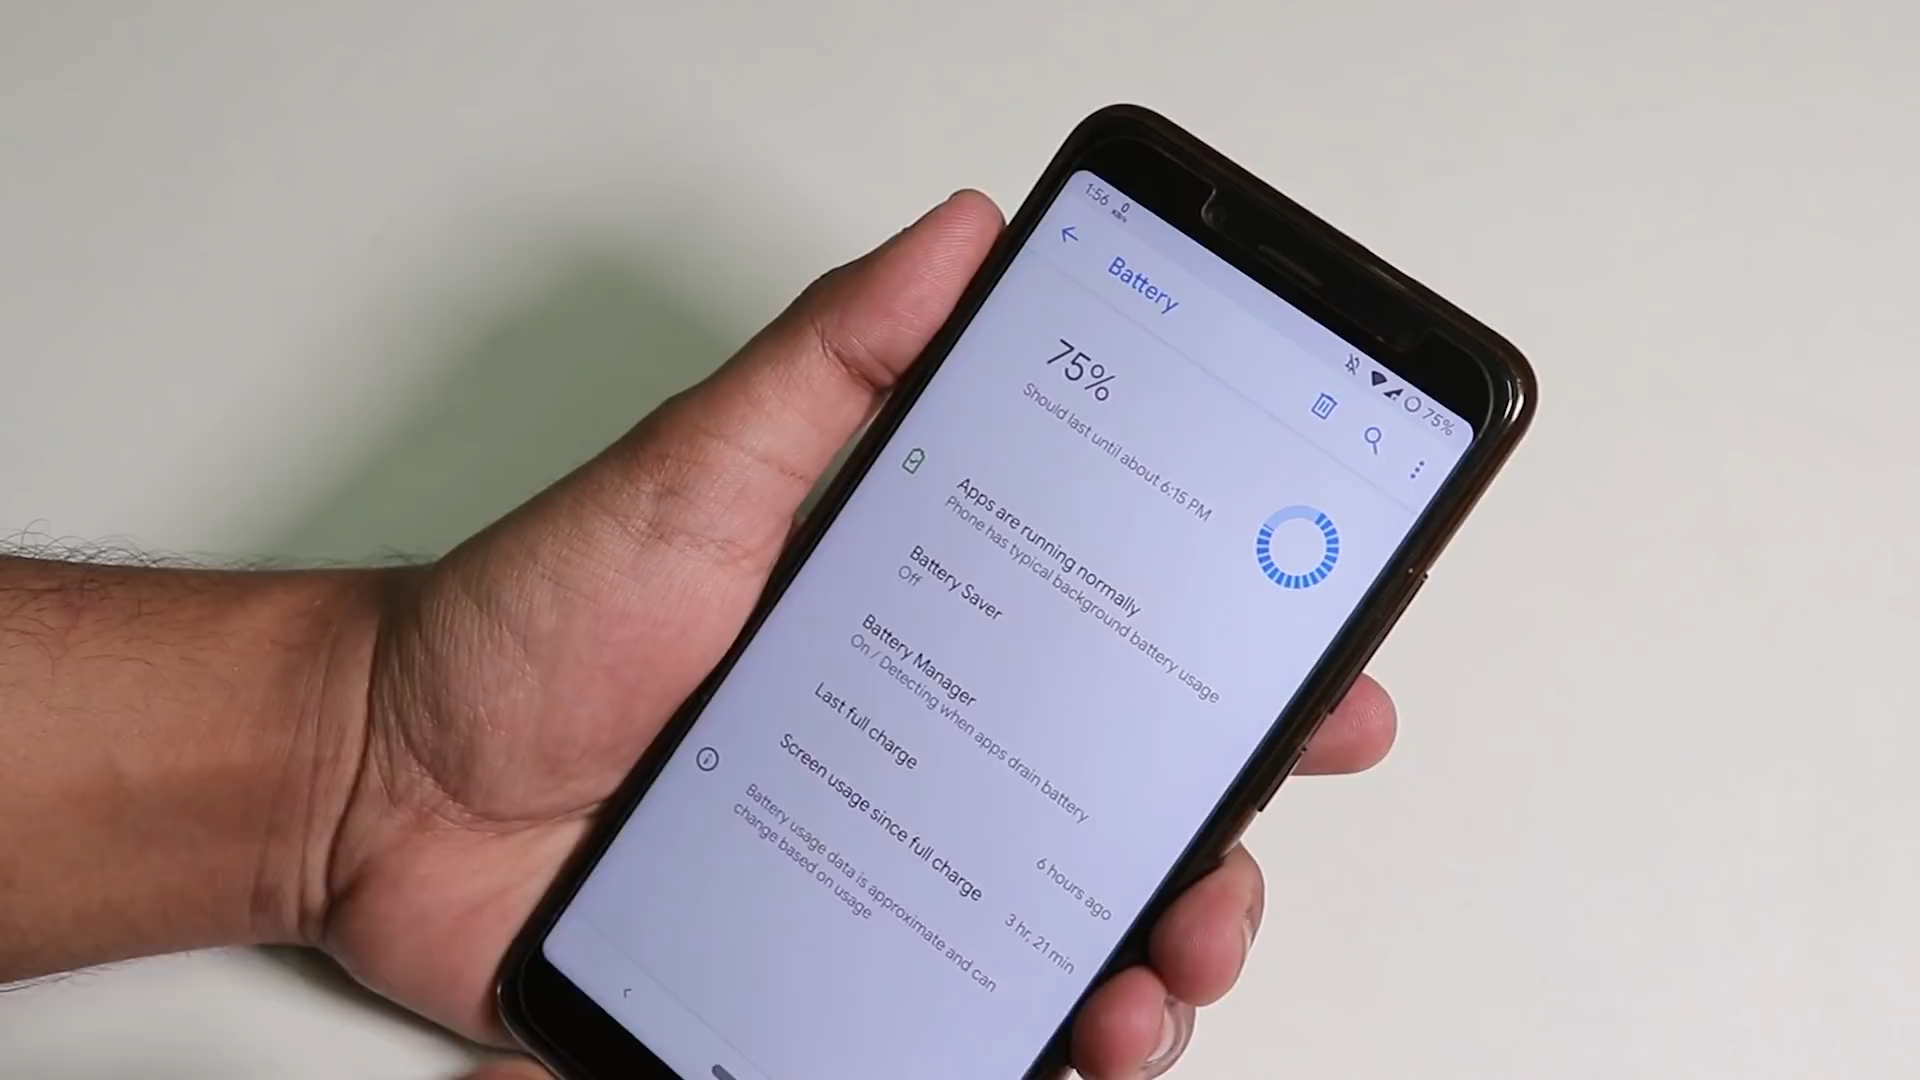 1:56 0 KB/s 75%
Battery
75%
Should last until about 6:15 PM
Apps are running normally
Phone has typical background battery usage
Battery Saver
Off
Battery Manager
On / Detecting when apps drain battery
Last full charge 6 hours ago
Screen usage since full charge 3 hr, 21 min
Battery usage data is approximate and can
change based on usage